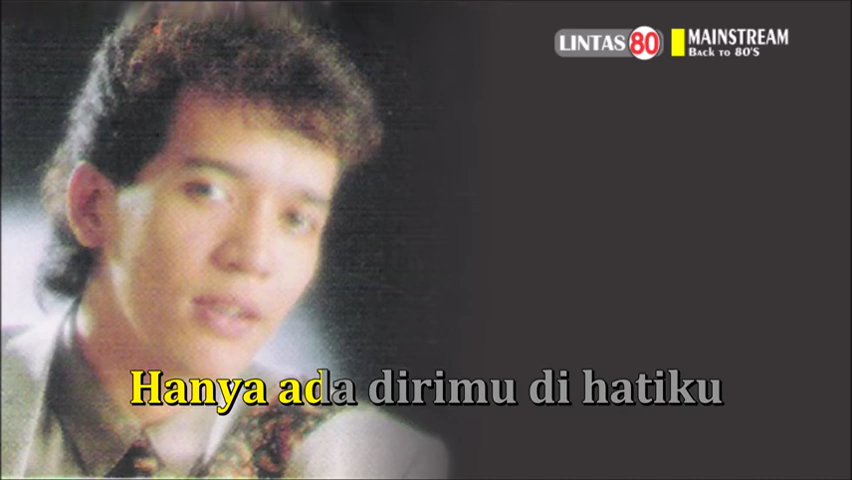 LINTAS 80
MAINSTREAM
BACK TO 80'S
Hanya ada dirimu di hatiku